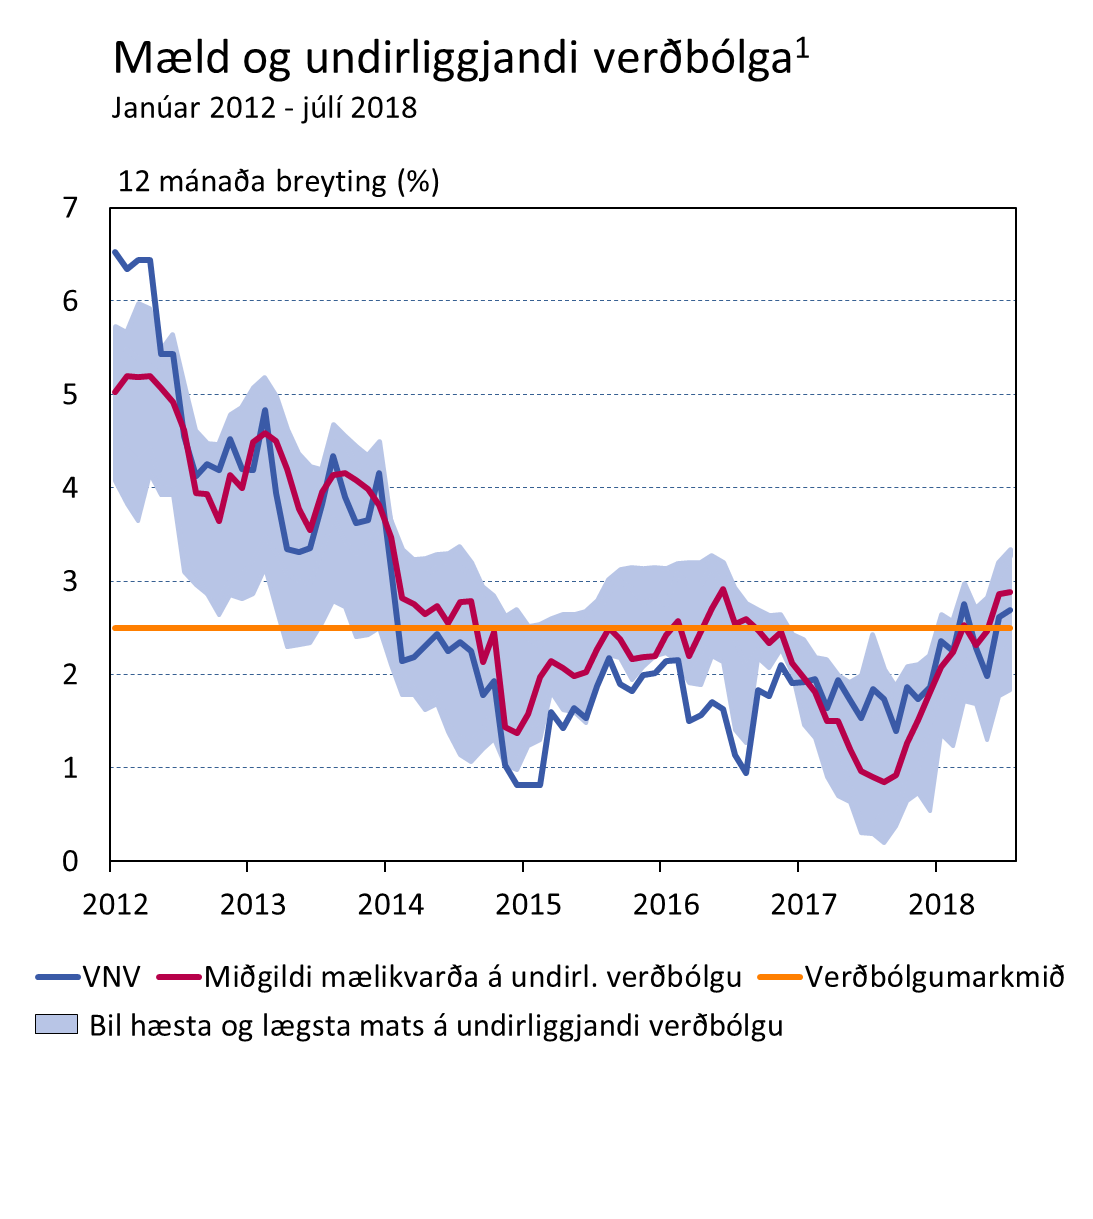 Mæld og undirliggjandi verðbólga¹
Janúar 2012 - júlí 2018
12 mánaða breyting (%)
7
6
5
4
3
2
1
0
2012 2013 2014 2015 2016 2017 2018
VNV Miðgildi mælikvarða á undirl. verðbólgu Verðbólgumarkmið
Bil hæsta og lægsta mats á undirliggjandi verðbólgu